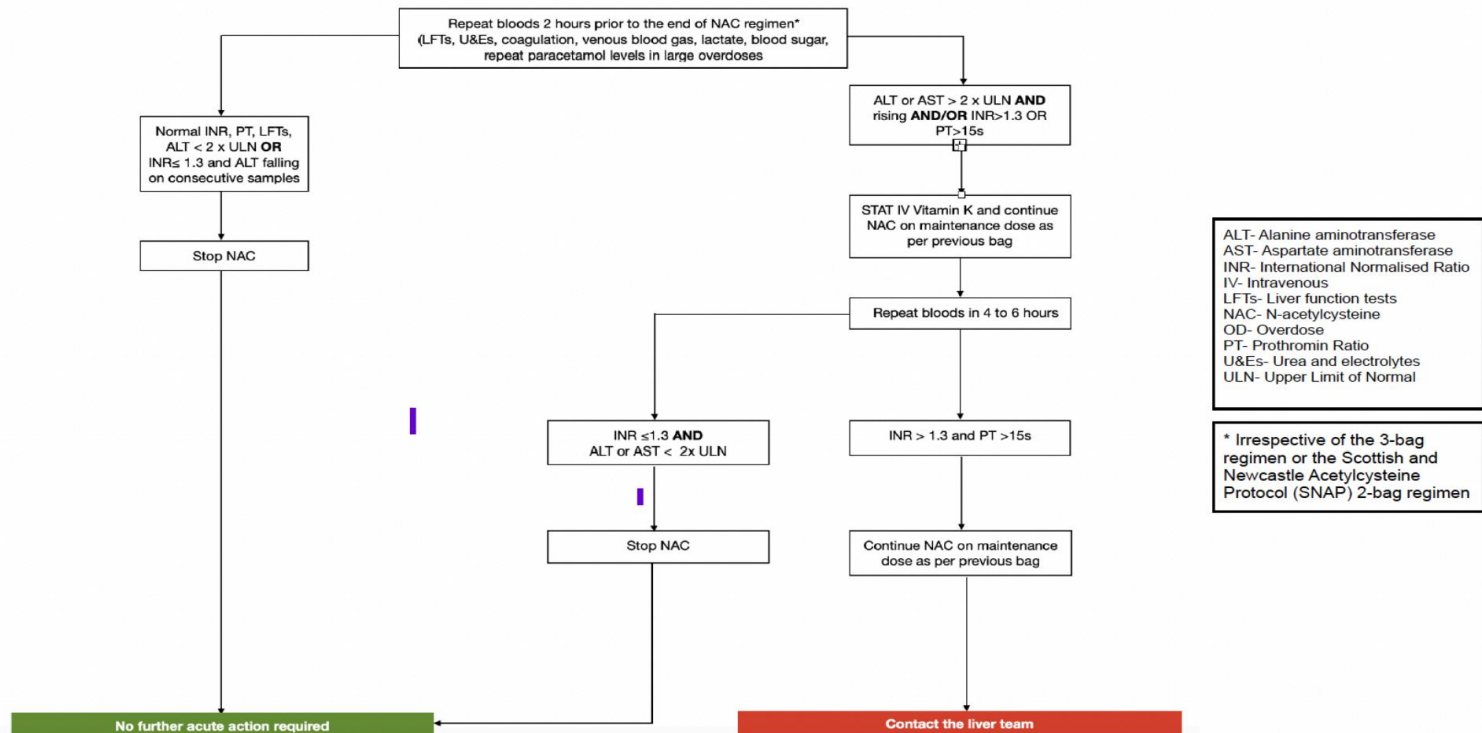 Repeat bloods 2 hours prior to the end of NAC regimen*
(LFTs, U&Es, coagulation, venous blood gas, lactate, blood sugar,
repeat paracetamol levels in large overdoses
Normal INR, PT, LFTs,
ALT < 2 x ULN OR
INR≤ 1.3 and ALT falling
on consecutive samples
Stop NAC
ALT or AST > 2 x ULN AND
rising AND/OR INR>1.3 OR
PT>15s
STAT IV Vitamin K and continue
NAC on maintenance dose as
per previous bag
Repeat bloods in 4 to 6 hours
INR ≤1.3 AND
ALT or AST < 2x ULN
Stop NAC
INR > 1.3 and PT >15s
Continue NAC on maintenance
dose as per previous bag
No further acute action required
Contact the liver team
ALT- Alanine aminotransferase
AST- Aspartate aminotransferase
INR- International Normalised Ratio
IV- Intravenous
LFTs- Liver function tests
NAC- N-acetylcysteine
OD- Overdose
PT- Prothromin Ratio
U&Es- Urea and electrolytes
ULN- Upper Limit of Normal
* Irrespective of the 3-bag
regimen or the Scottish and
Newcastle Acetylcysteine
Protocol (SNAP) 2-bag regimen